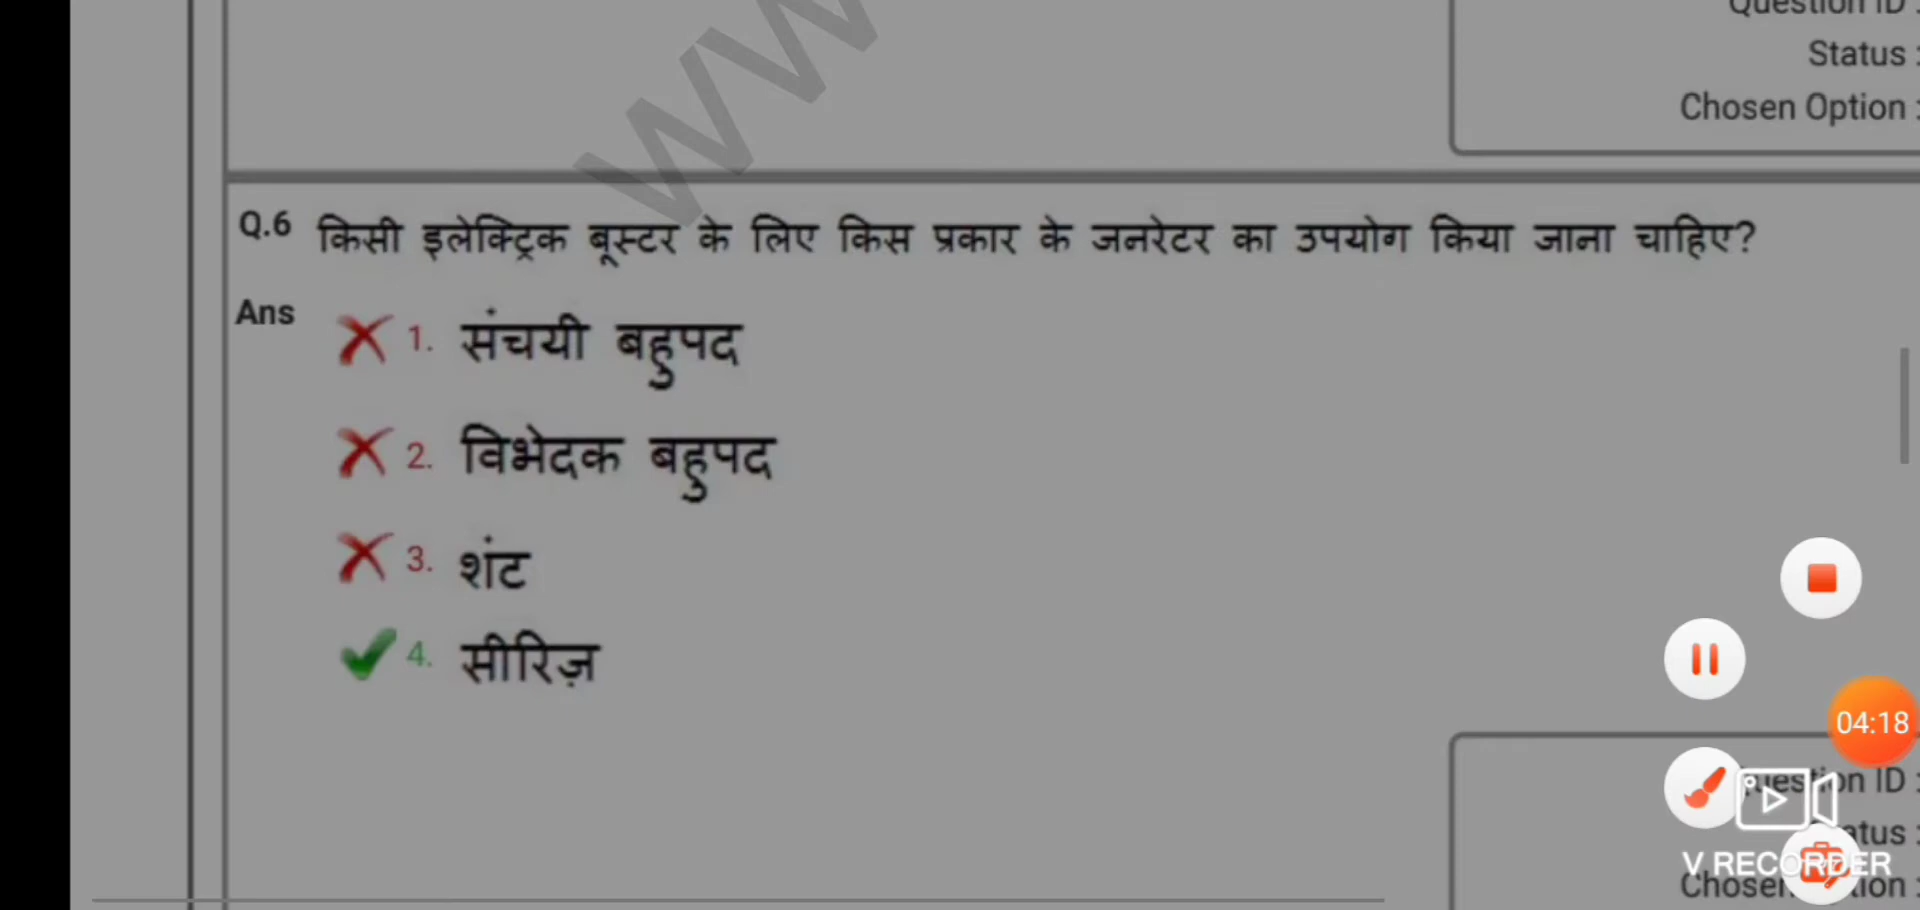 Status :
Chosen Option :
Q.6 किसी इलेक्ट्रिक बूस्टर के लिए किस प्रकार के जनरेटर का उपयोग किया जाना चाहिए?
Ans
1. संचयी बहुपद
2. विभेदक बहुपद
3. शंट
4. सीरिज़
04:18
V RECORDER